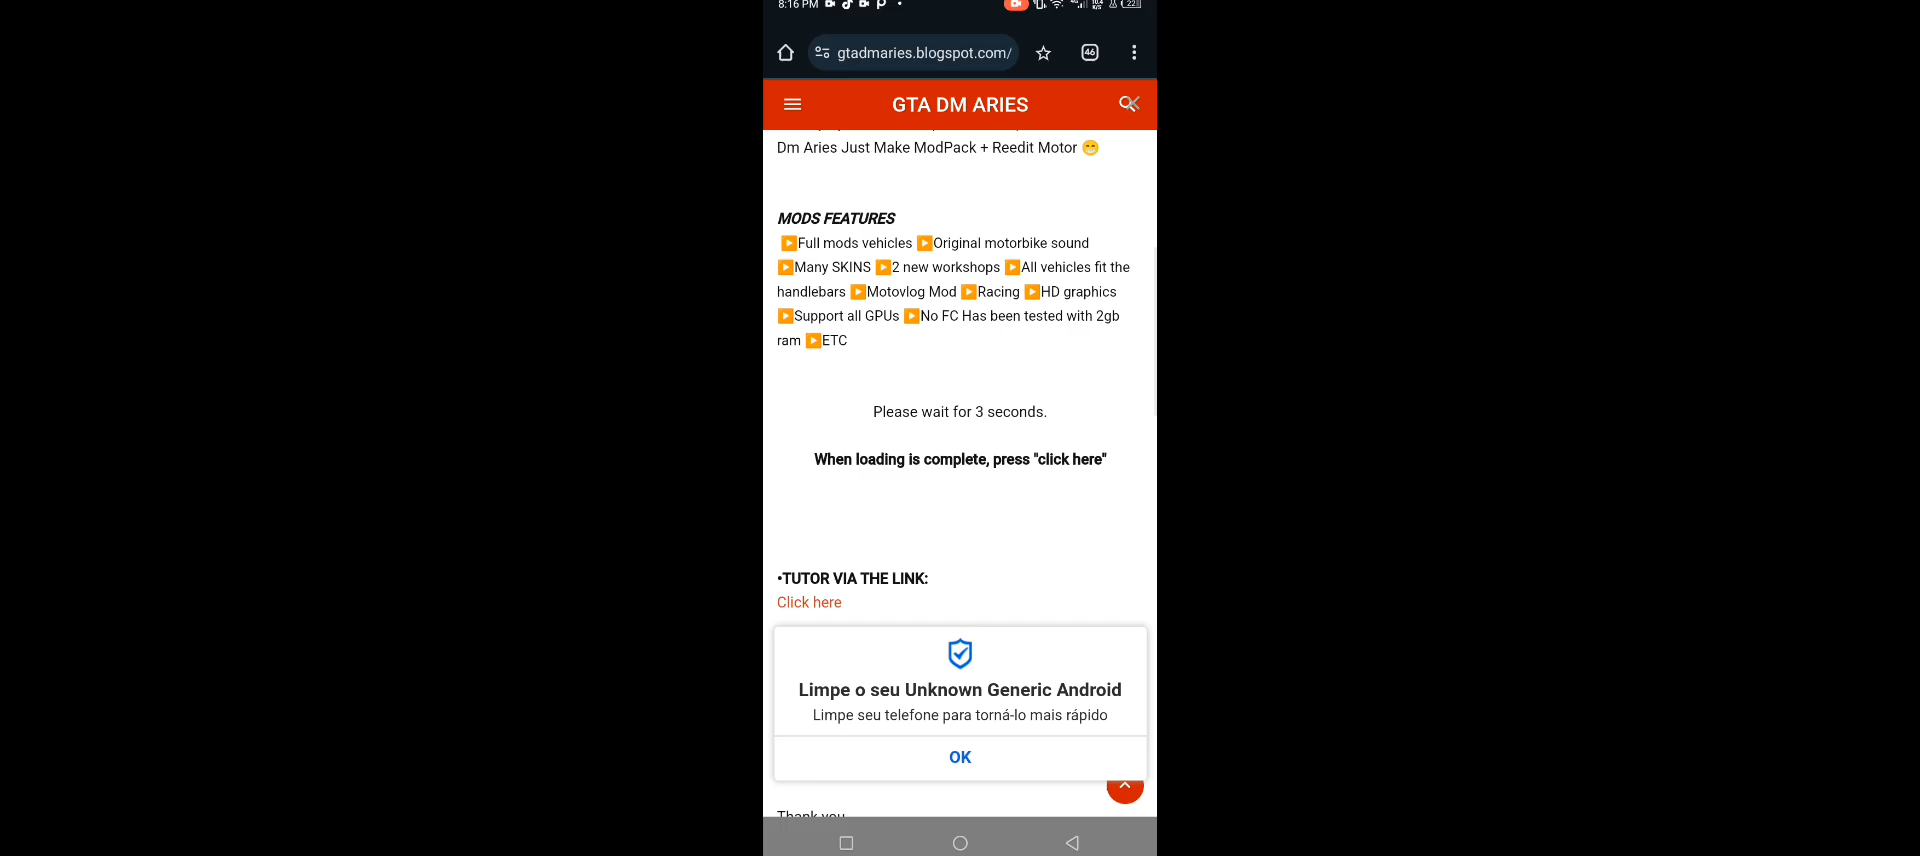 8:16 PM
22
gtadmaries.blogspot.com/
46
GTA DM ARIES
Dm Aries Just Make ModPack + Reedit Motor 😁
MODS FEATURES
▶️Full mods vehicles ▶️Original motorbike sound
▶️Many SKINS ▶️2 new workshops ▶️All vehicles fit the
handlebars ▶️Motovlog Mod ▶️Racing ▶️HD graphics
▶️Support all GPUs ▶️No FC Has been tested with 2gb
ram ▶️ETC
Please wait for 3 seconds.
When loading is complete, press "click here"
•TUTOR VIA THE LINK:
Click here
Limpe o seu Unknown Generic Android
Limpe seu telefone para torná-lo mais rápido
OK
Thank you